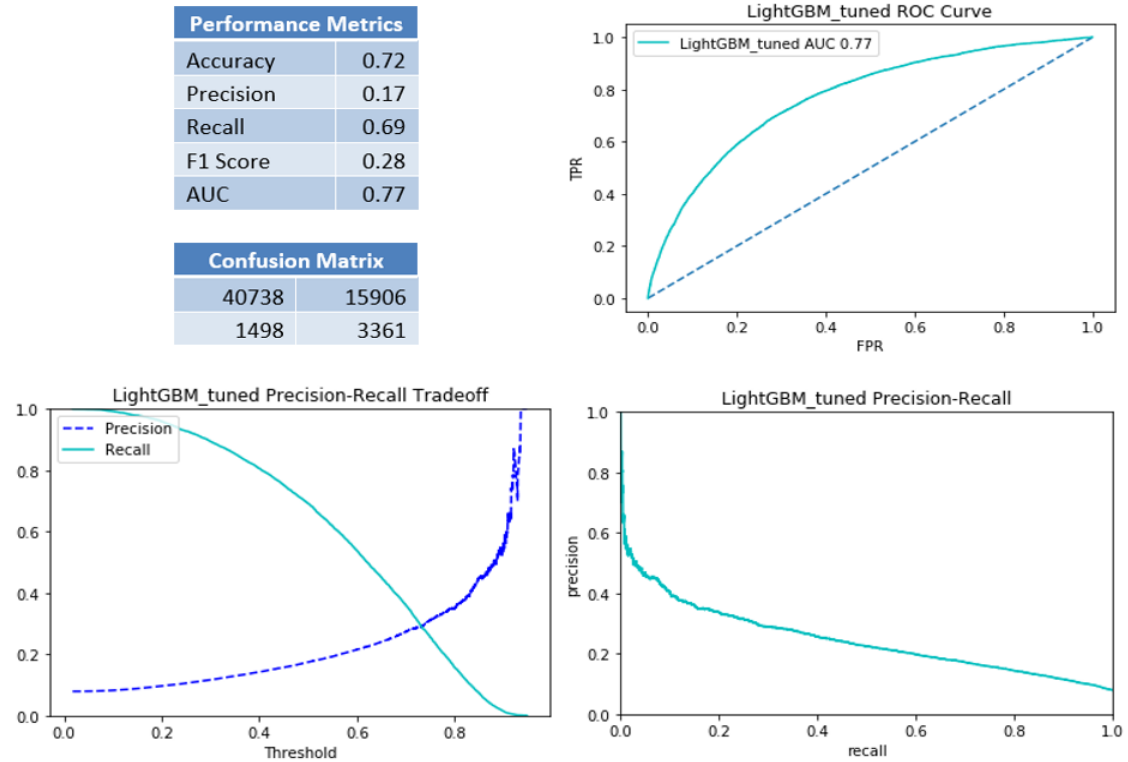 Performance Metrics
Accuracy 0.72
Precision 0.17
Recall 0.69
F1 Score 0.28
AUC 0.77
Confusion Matrix
40738 15906
1498 3361
LightGBM_tuned ROC Curve
LightGBM_tuned AUC 0.77
1.0
0.8
0.6
0.4
0.2
0.0
TPR
0.0 0.2 0.4 0.6 0.8 1.0
FPR
LightGBM_tuned Precision-Recall Tradeoff
Precision
Recall
1.0
0.8
0.6
0.4
0.2
0.0
0.0 0.2 0.4 0.6 0.8
Threshold
LightGBM_tuned Precision-Recall
1.0
0.8
0.6
0.4
0.2
0.0
precision
0.0 0.2 0.4 0.6 0.8 1.0
recall